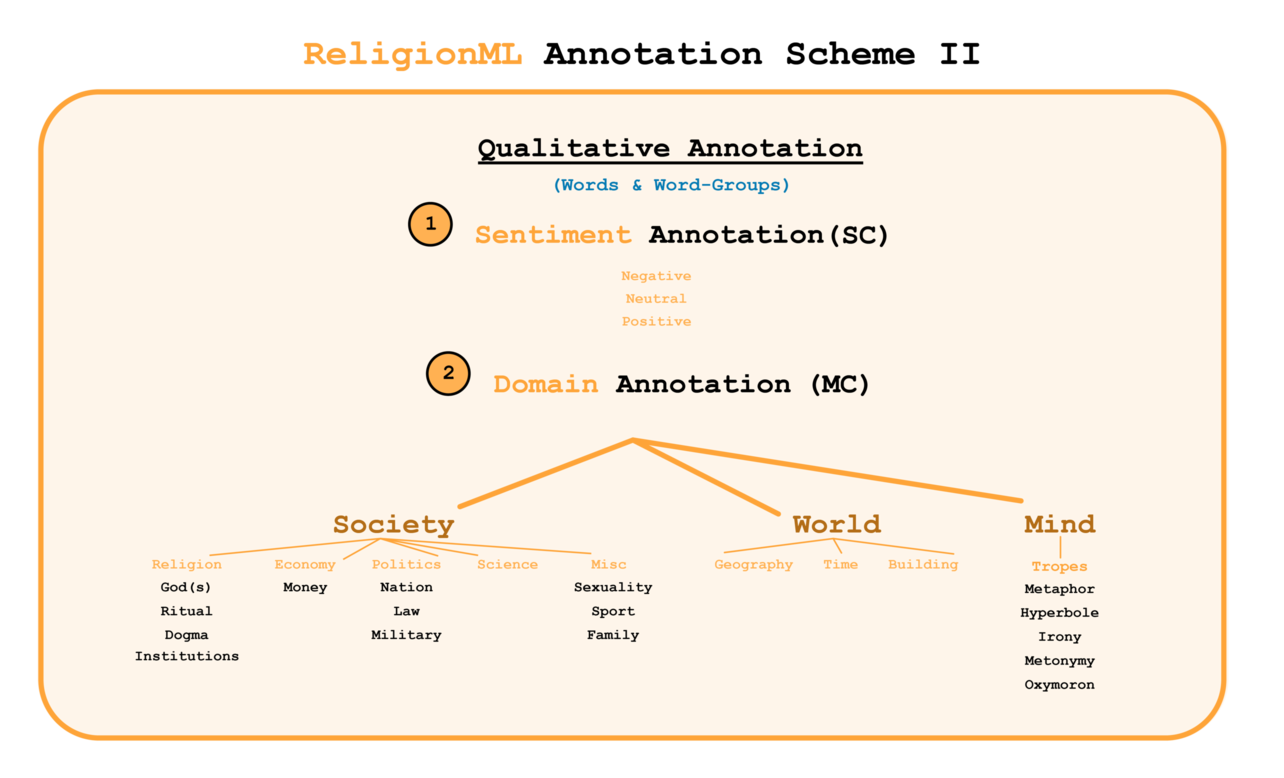 ReligionML Annotation Scheme II
Qualitative Annotation
(Words & Word-Groups)
1
Sentiment Annotation(SC)
Negative
Neutral
Positive
2
Domain Annotation (MC)
Society
World
Mind
Religion
God(s)
Ritual
Dogma
Institutions
Economy
Money
Politics
Nation
Law
Military
Science
Misc
Sexuality
Sport
Family
Geography
Time
Building
Tropes
Metaphor
Hyperbole
Irony
Metonymy
Oxymoron